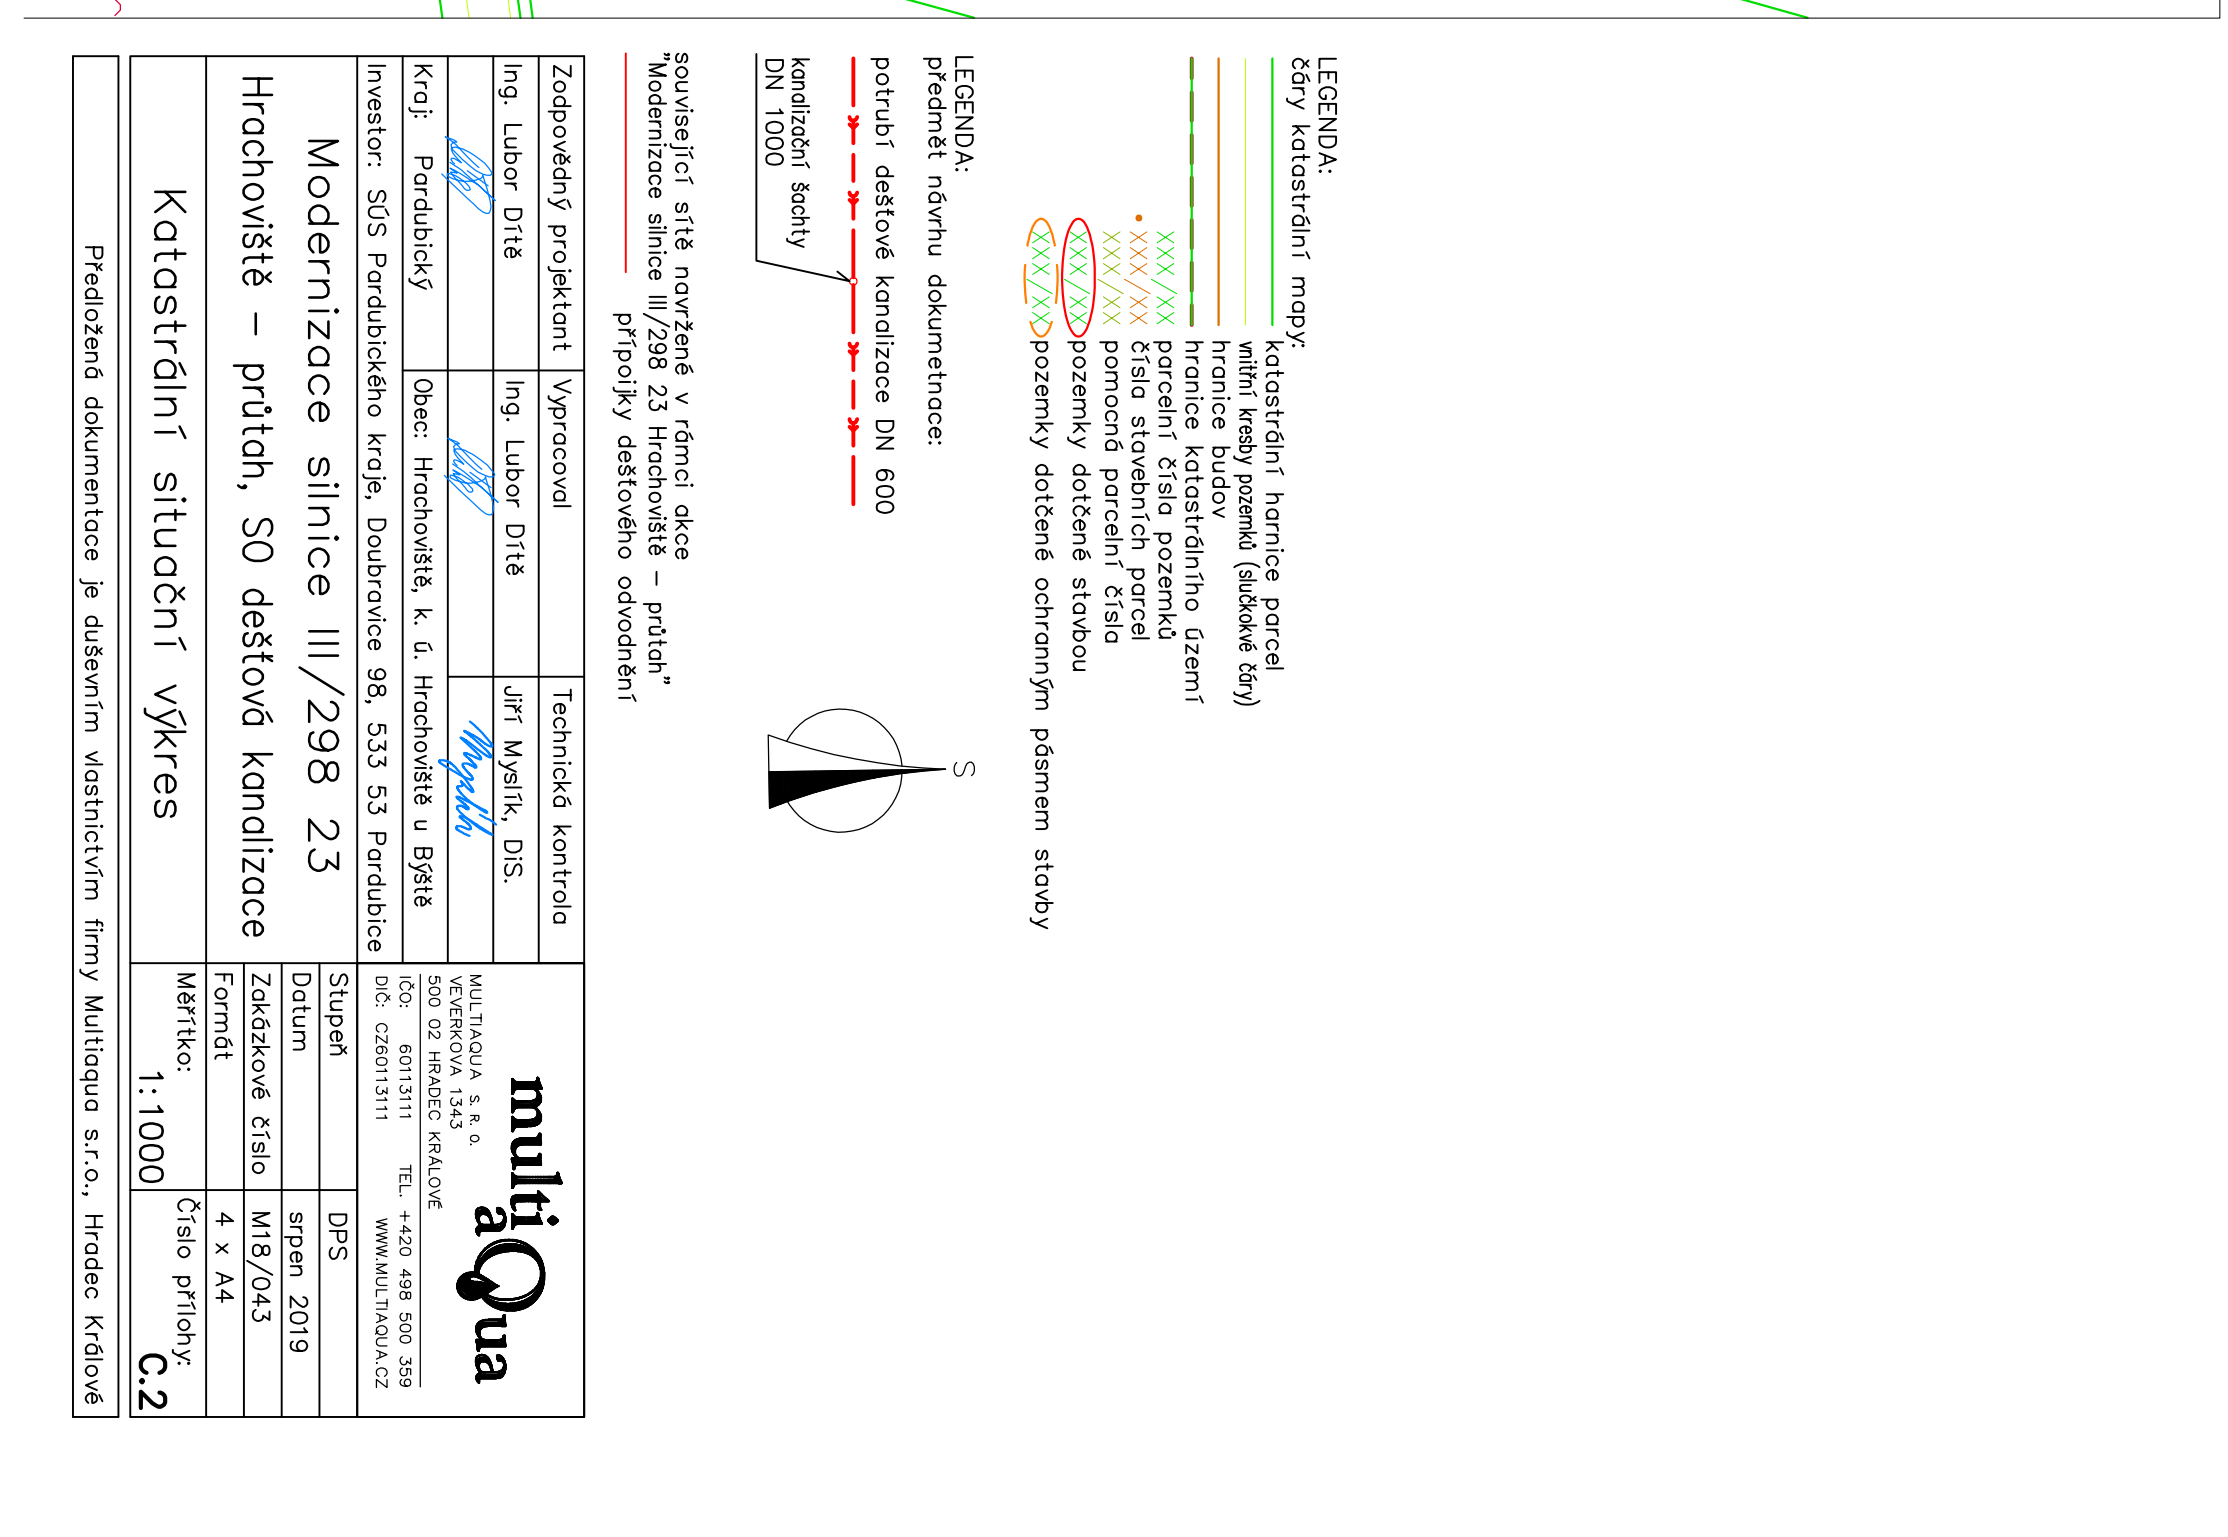 LEGENDA:
čáry katastrální mapy:
katastrální harnice parcel
vnitřní kresby pozemků (slučkokvé čáry)
hranice budov
hranice katastrálního území
XXX/XX parcelní čísla pozemků
XXX/XX čísla stavebních parcel
XXX/XX pomocná parcelní čísla
XXX/XX pozemky dotčené stavbou
XXX/XX pozemky dotčené ochranným pásmem stavby
LEGENDA:
předmět návrhu dokumetnace:
potrubí dešťové kanalizace DN 600
kanalizační šachty
DN 1000
S
související sítě navržené v rámci akce
"Modernizace silnice III/298 23 Hrachoviště – průtah"
přípoijky dešťového odvodnění
Zodpovědný projektant Vypracoval Technická kontrola
Ing. Lubor Dítě Ing. Lubor Dítě Jiří Myslík, DiS.
Kraj: Pardubický Obec: Hrachoviště, k. ú. Hrachoviště u Býště
Investor: SÚS Pardubického kraje, Doubravice 98, 533 53 Pardubice
multi
aQua
MULTIAQUA S. R. O.
VEVERKOVA 1343
500 02 HRADEC KRÁLOVÉ
IČO: 60113111 TEL. +420 498 500 359
DIČ: CZ60113111 WWW.MULTIAQUA.CZ
Modernizace silnice III/298 23
Hrachoviště – průtah, SO dešťová kanalizace
Stupeň DPS
Datum srpen 2019
Zakázkové číslo M18/043
Formát 4 x A4
Katastrální situační výkres
Měřítko:
1:1000
Číslo přílohy:
C.2
Předložená dokumentace je duševním vlastnictvím firmy Multiaqua s.r.o., Hradec Králové